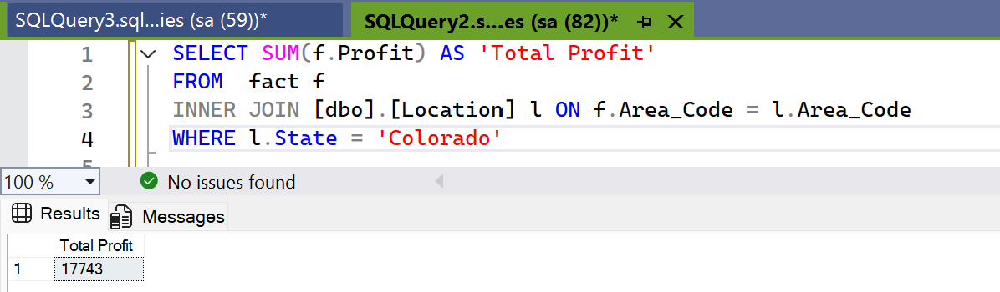 SQLQuery3.sql...ies (sa (59))*
SQLQuery2.s...es (sa (82))*
1 SELECT SUM(f.Profit) AS 'Total Profit'
2 FROM  fact f
3 INNER JOIN [dbo].[Location] l ON f.Area_Code = l.Area_Code
4 WHERE l.State = 'Colorado'
5
100 %
No issues found
Results
Messages
Total Profit
1 17743